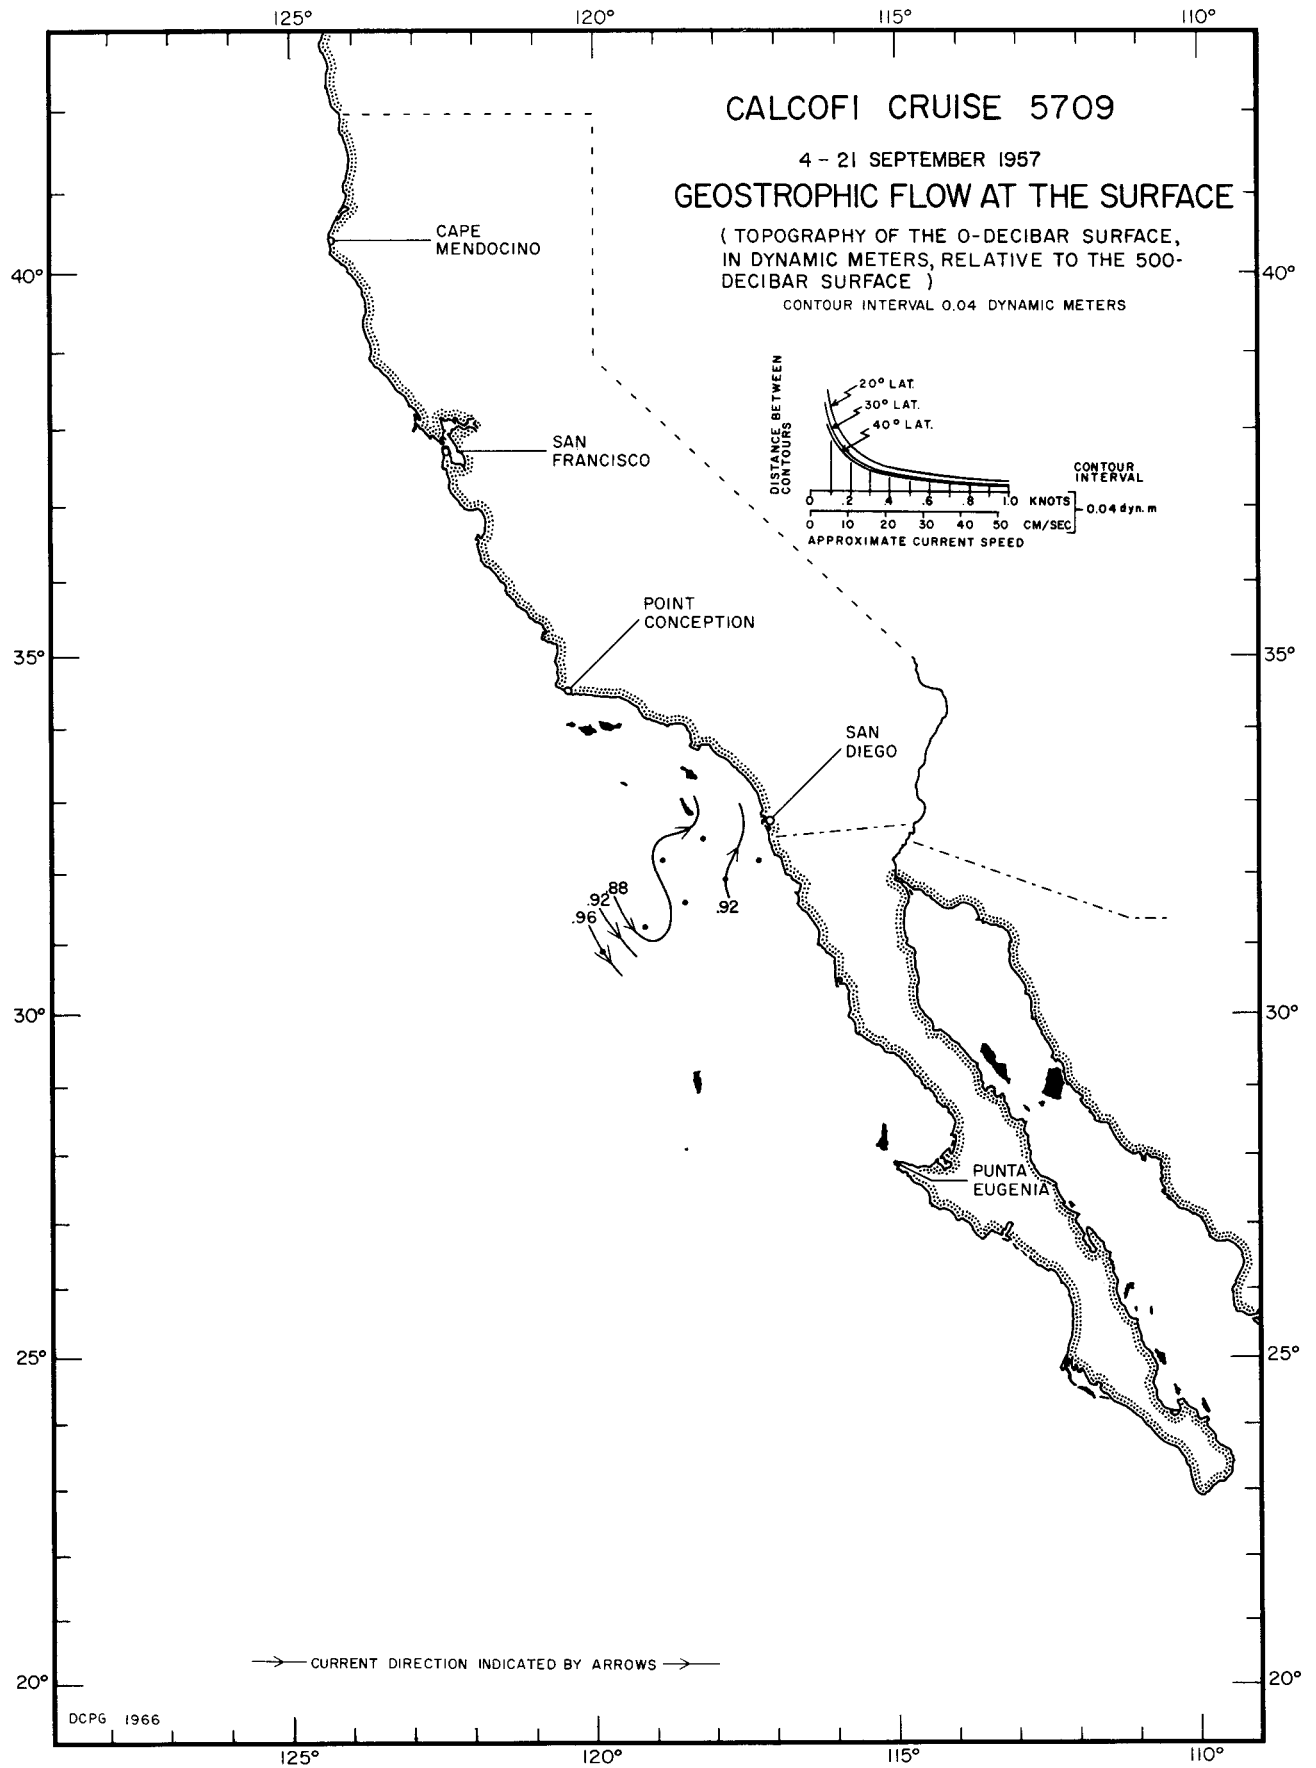 125°
120°
115°
110°
CALCOFI CRUISE 5709
4 - 21 SEPTEMBER 1957
GEOSTROPHIC FLOW AT THE SURFACE
( TOPOGRAPHY OF THE 0-DECIBAR SURFACE,
IN DYNAMIC METERS, RELATIVE TO THE 500-
DECIBAR SURFACE )
CONTOUR INTERVAL 0.04 DYNAMIC METERS
CAPE
MENDOCINO
40°
40°
DISTANCE BETWEEN
CONTOURS
20° LAT.
30° LAT.
40° LAT.
CONTOUR
INTERVAL
0 .2 .4 .6 .8 1.0 KNOTS
0.04 dyn. m
0 10 20 30 40 50 CM/SEC
APPROXIMATE CURRENT SPEED
SAN
FRANCISCO
POINT
CONCEPTION
35°
35°
SAN
DIEGO
.88
.92
.96
.92
30°
30°
PUNTA
EUGENIA
25°
25°
CURRENT DIRECTION INDICATED BY ARROWS
20°
20°
DCPG 1966
125°
120°
115°
110°